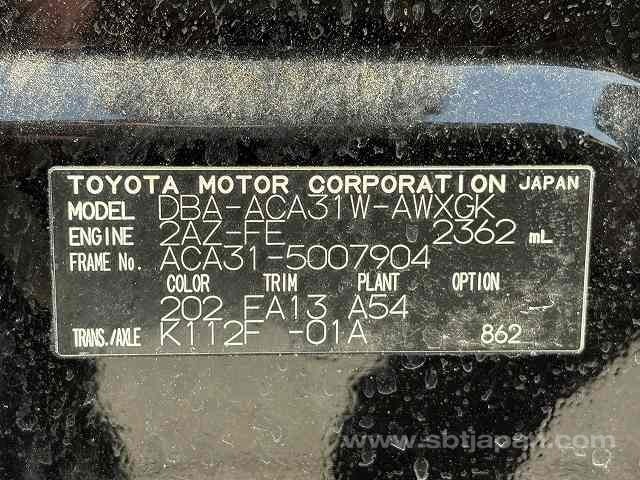 TOYOTA MOTOR CORPORATION JAPAN
MODEL DBA-ACA31W-AWXGK
ENGINE 2AZ-FE 2362 mL
FRAME No. ACA31-5007904
COLOR TRIM PLANT OPTION
202 FA13 A54
TRANS./AXLE K112F -01A 862
www.sbtjapan.com